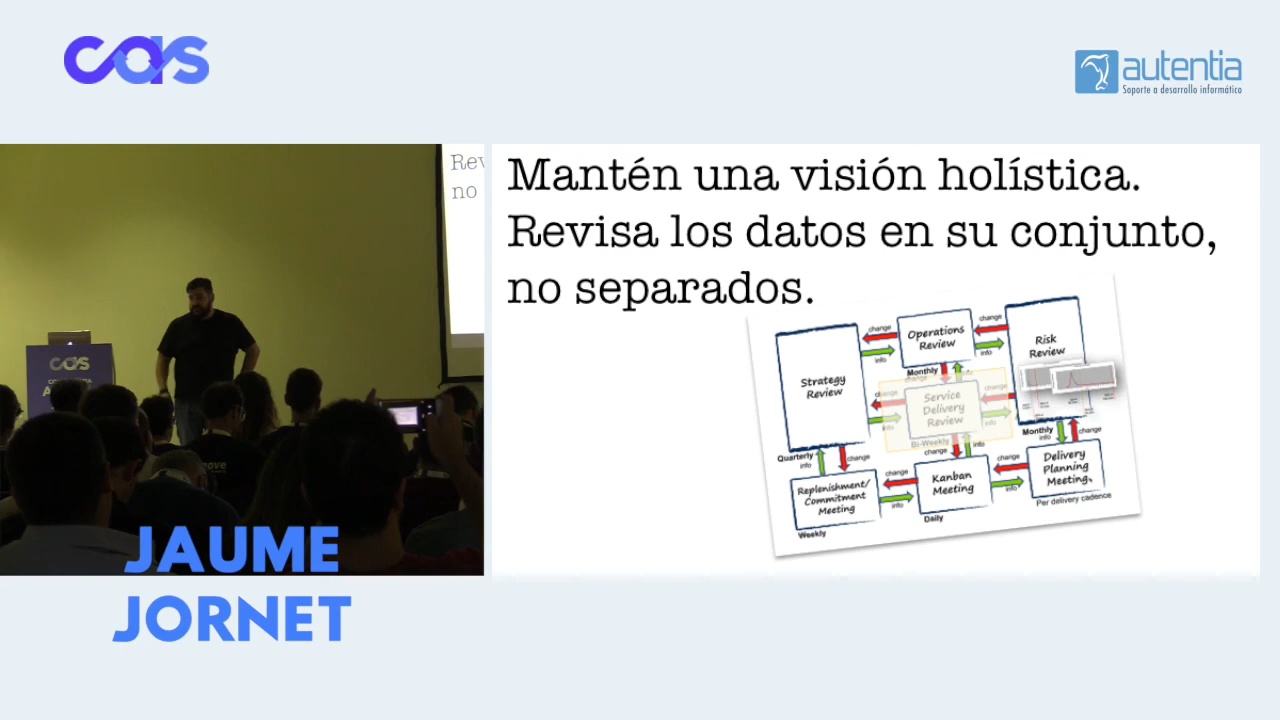 cas
autentia
Soporte a desarrollo informático
Rev
no
cas
Mantén una visión holística.
Revisa los datos en su conjunto,
no separados.
Strategy
Review
Quarterly
change
info
Operations
Review
Monthly
change
info
Risk
Review
Monthly
change
info
Service
Delivery
Review
Bi-Weekly
change
info
change
info
info
change
info
change
Replenishment/
Commitment
Meeting
Weekly
change
info
Kanban
Meeting
Daily
change
info
Delivery
Planning
Meeting
Per delivery cadence
JAUME
JORNET